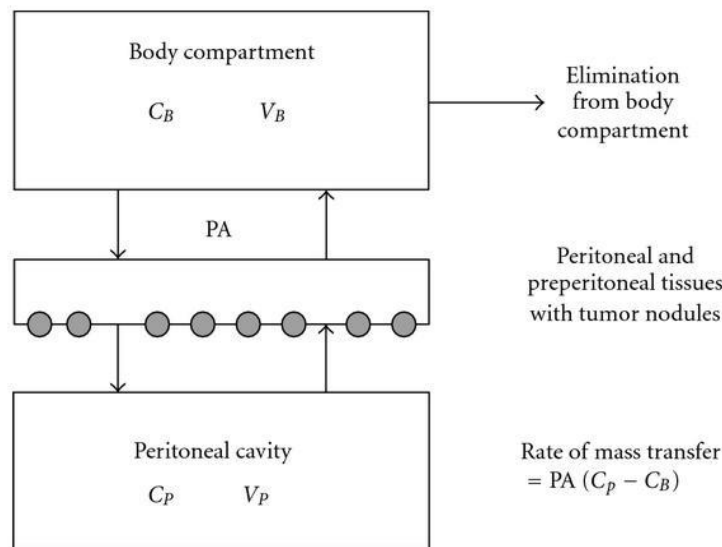 Body compartment
C_B V_B
Elimination
from body
compartment
PA
Peritoneal and
preperitoneal tissues
with tumor nodules
Peritoneal cavity
C_P V_P
Rate of mass transfer
= PA (C_p − C_B)